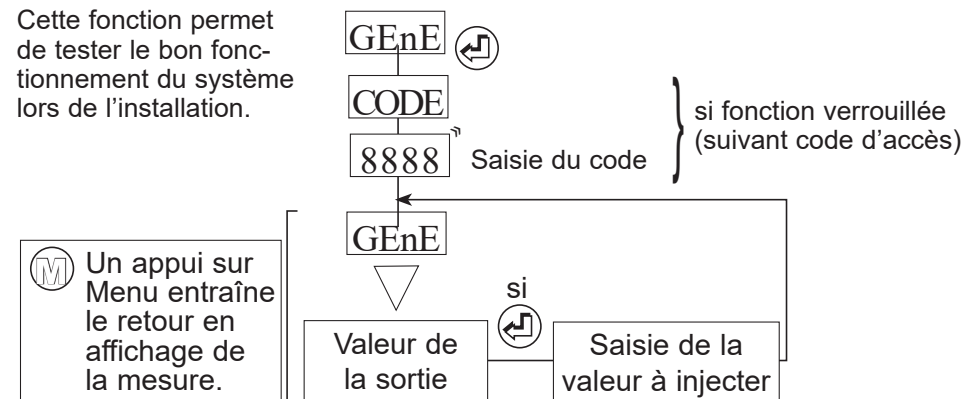 Cette fonction permet
de tester le bon fonc-
tionnement du système
lors de l'installation.
GEnE
CODE
8888
Saisie du code
si fonction verrouillée
(suivant code d'accès)
GEnE
M Un appui sur
Menu entraîne
le retour en
affichage de
la mesure.
Valeur de
la sortie
si
Saisie de la
valeur à injecter